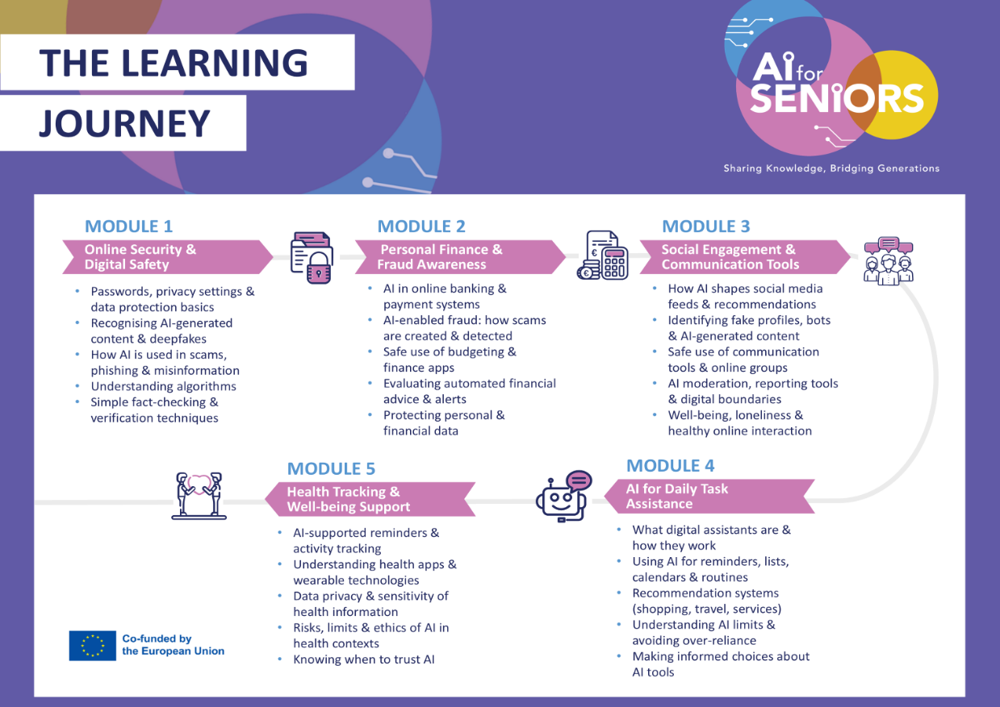 THE LEARNING
JOURNEY
Ai for
SENiORS
Sharing Knowledge, Bridging Generations
MODULE 1
Online Security &
Digital Safety
• Passwords, privacy settings &
data protection basics
• Recognising AI-generated
content & deepfakes
• How AI is used in scams,
phishing & misinformation
• Understanding algorithms
• Simple fact-checking &
verification techniques
MODULE 2
Personal Finance &
Fraud Awareness
• AI in online banking &
payment systems
• AI-enabled fraud: how scams
are created & detected
• Safe use of budgeting &
finance apps
• Evaluating automated financial
advice & alerts
• Protecting personal &
financial data
€
€
€
MODULE 3
Social Engagement &
Communication Tools
• How AI shapes social media
feeds & recommendations
• Identifying fake profiles, bots
& AI-generated content
• Safe use of communication
tools & online groups
• AI moderation, reporting tools
& digital boundaries
• Well-being, loneliness &
healthy online interaction
MODULE 4
AI for Daily Task
Assistance
• What digital assistants are &
how they work
• Using AI for reminders, lists,
calendars & routines
• Recommendation systems
(shopping, travel, services)
• Understanding AI limits &
avoiding over-reliance
• Making informed choices about
AI tools
MODULE 5
Health Tracking &
Well-being Support
• AI-supported reminders &
activity tracking
• Understanding health apps &
wearable technologies
• Data privacy & sensitivity of
health information
• Risks, limits & ethics of AI in
health contexts
• Knowing when to trust AI
Co-funded by
the European Union